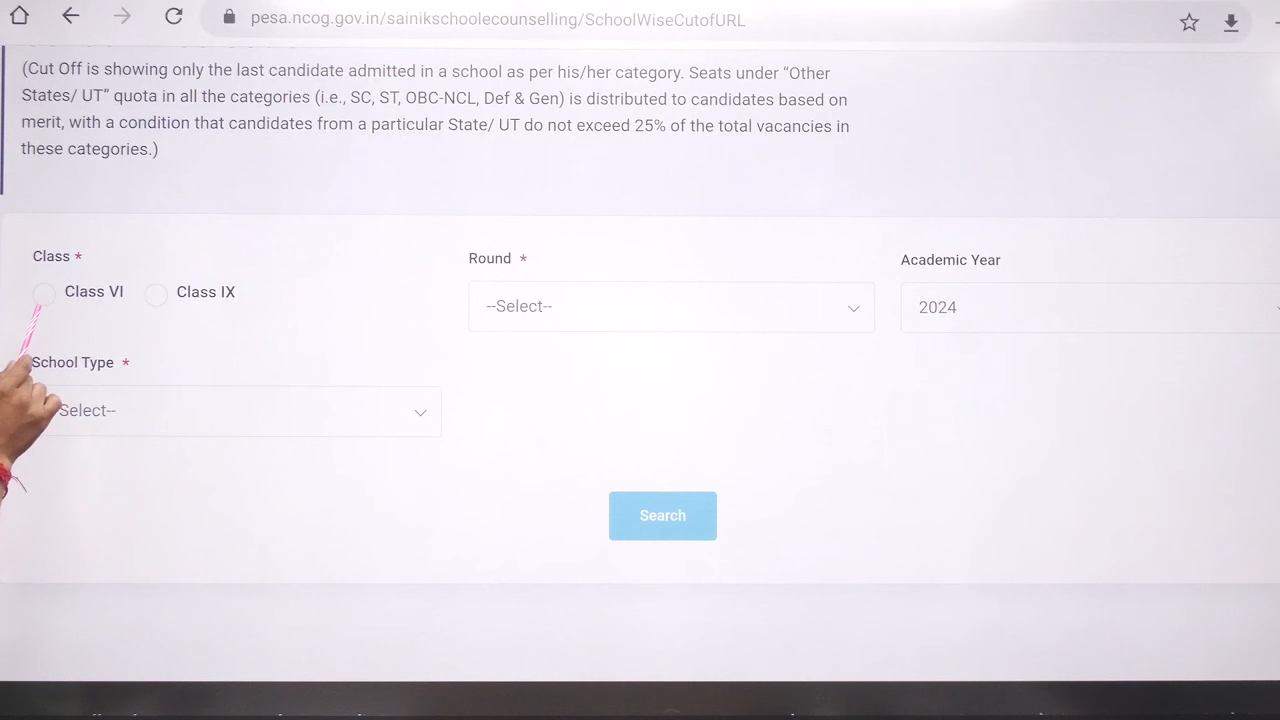 pesa.ncog.gov.in/sainikschoolecounselling/SchoolWiseCutofURL
(Cut Off is showing only the last candidate admitted in a school as per his/her category. Seats under “Other
States/ UT” quota in all the categories (i.e., SC, ST, OBC-NCL, Def & Gen) is distributed to candidates based on
merit, with a condition that candidates from a particular State/ UT do not exceed 25% of the total vacancies in
these categories.)
Class *
Round *
Academic Year
Class VI
Class IX
--Select--
2024
School Type *
Select--
Search